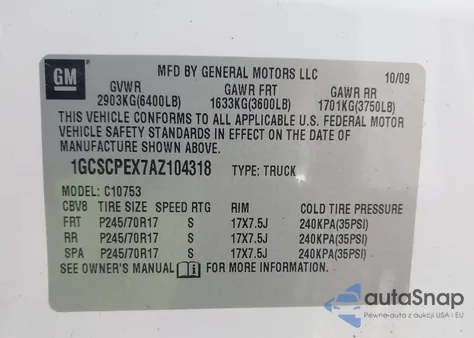 GM
MFD BY GENERAL MOTORS LLC 10/09
GVWR GAWR FRT GAWR RR
2903KG(6400LB) 1633KG(3600LB) 1701KG(3750LB)
THIS VEHICLE CONFORMS TO ALL APPLICABLE U.S. FEDERAL MOTOR
VEHICLE SAFETY STANDARDS IN EFFECT ON THE DATE OF
MANUFACTURE SHOWN ABOVE.
1GCSCPEX7AZ104318 TYPE: TRUCK
MODEL: C10753
CBVB TIRE SIZE SPEED RTG RIM COLD TIRE PRESSURE
FRT P245/70R17 S 17X7.5J 240KPA(35PSI)
RR P245/70R17 S 17X7.5J 240KPA(35PSI)
SPA P245/70R17 S 17X7.5J 240KPA(35PSI)
SEE OWNER'S MANUAL FOR MORE INFORMATION
autoSnap
Pewne-auta z aukcji USA i EU